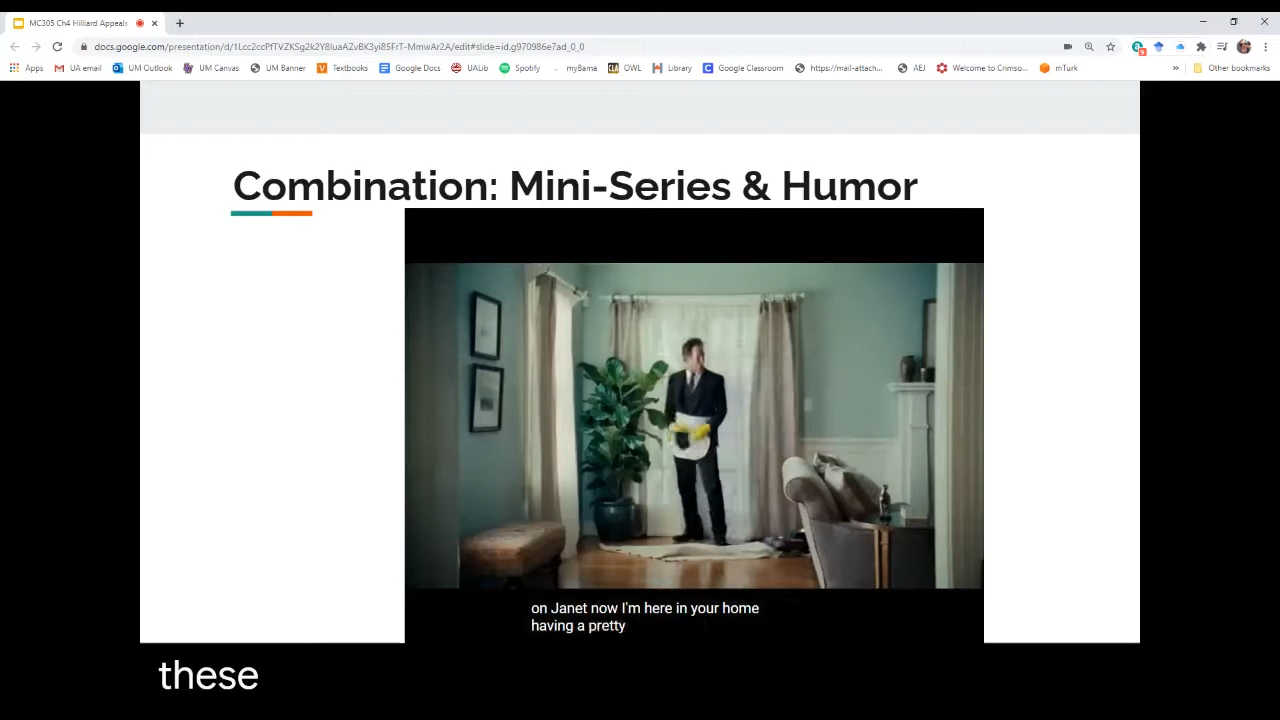 MC305 Ch4 Hilliard Appeals
docs.google.com/presentation/d/1Lcc2ccPfTVZKSg2k2Y8luaAZvBK3yi8SFrT-MmwAr2A/edit#slide=id.g970986e7ad_0_0
Apps UA email UM Outlook UM Canvas UM Banner Textbooks Google Docs UALib Spotify myBama OWL Library Google Classroom https://mail-attach... AEJ Welcome to Crimso... mTurk » Other bookmarks
Combination: Mini-Series & Humor
on Janet now I'm here in your home
having a pretty
these